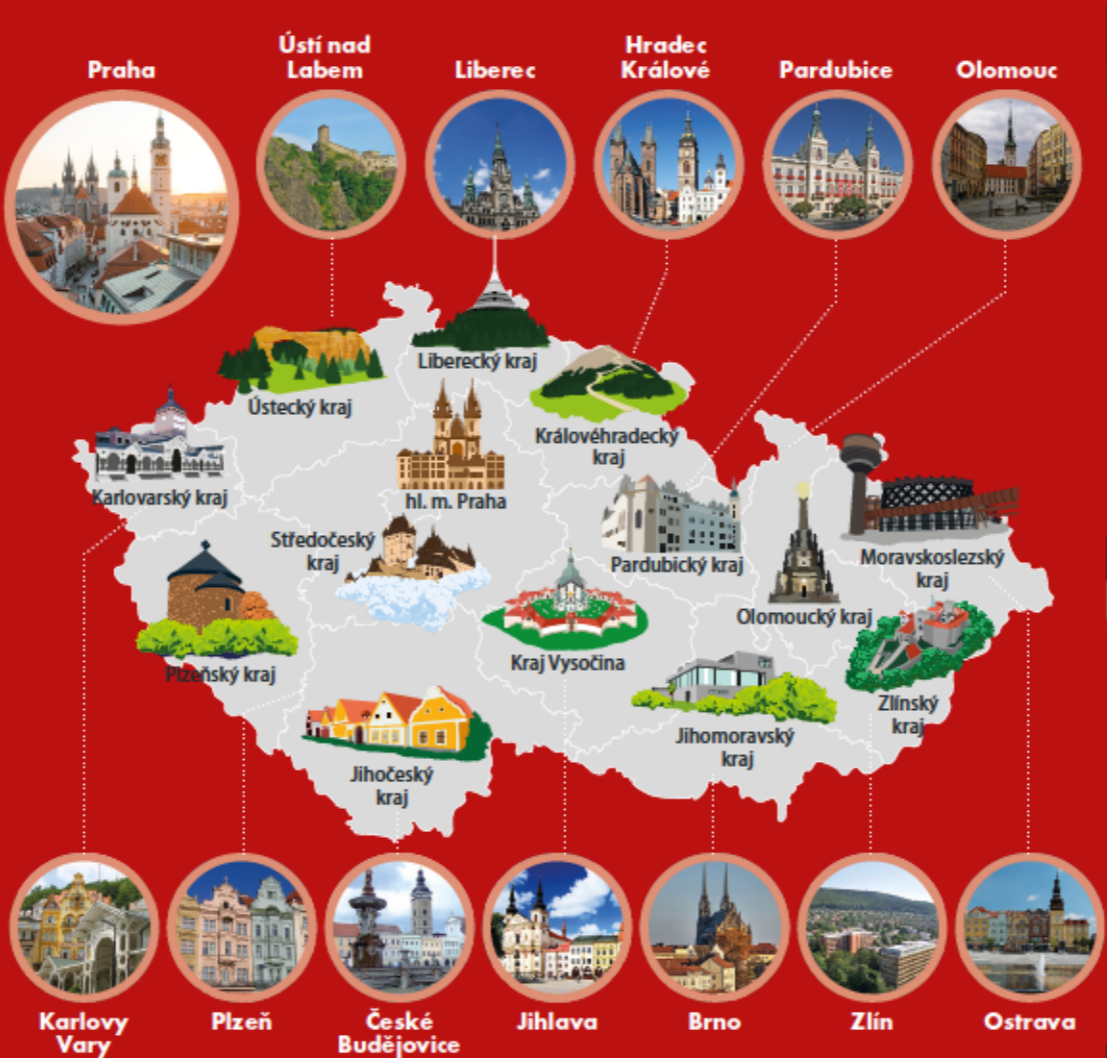 Praha
Ústí nad
Labem
Liberec
Hradec
Králové
Pardubice
Olomouc
Liberecký kraj
Ústecký kraj
Královéhradecký
kraj
Karlovarský kraj
hl. m. Praha
Středočeský
kraj
Pardubický kraj
Moravskoslezský
kraj
Olomoucký kraj
Plzeňský kraj
Kraj Vysočina
Zlínský
kraj
Jihomoravský
kraj
Jihočeský
kraj
Karlovy
Vary
Plzeň
České
Budějovice
Jihlava
Brno
Zlín
Ostrava